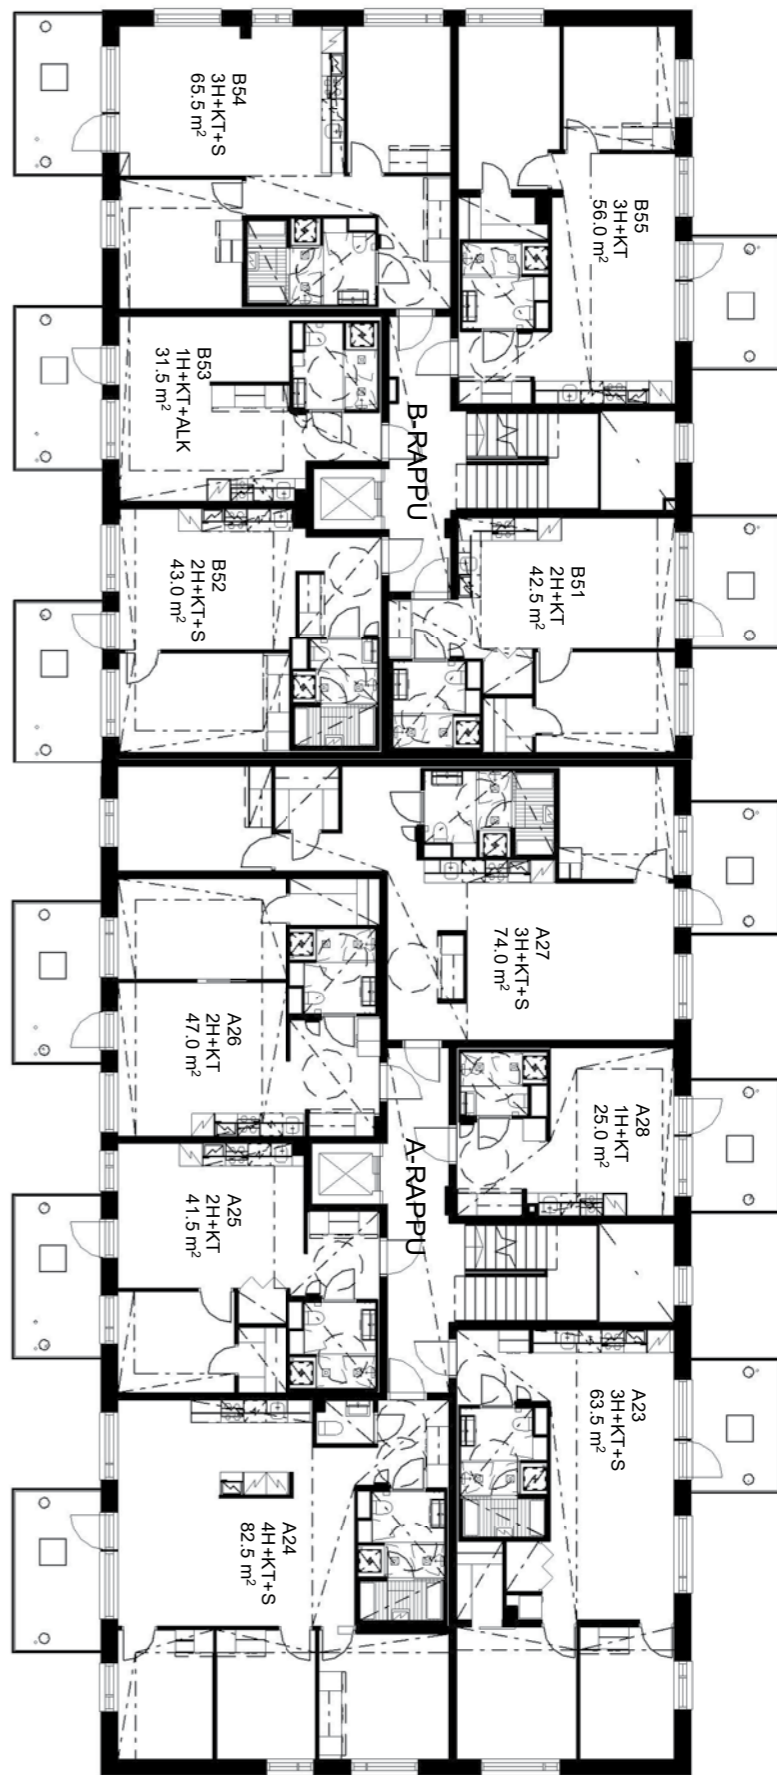 B54
3H+KT+S
65.5 m²
B55
3H+KT
56.0 m²
B53
1H+KT+ALK
31.5 m²
B-RAPPU
B52
2H+KT+S
43.0 m²
B51
2H+KT
42.5 m²
A27
3H+KT+S
74.0 m²
A26
2H+KT
47.0 m²
A28
1H+KT
25.0 m²
A-RAPPU
A25
2H+KT
41.5 m²
A23
3H+KT+S
63.5 m²
A24
4H+KT+S
82.5 m²